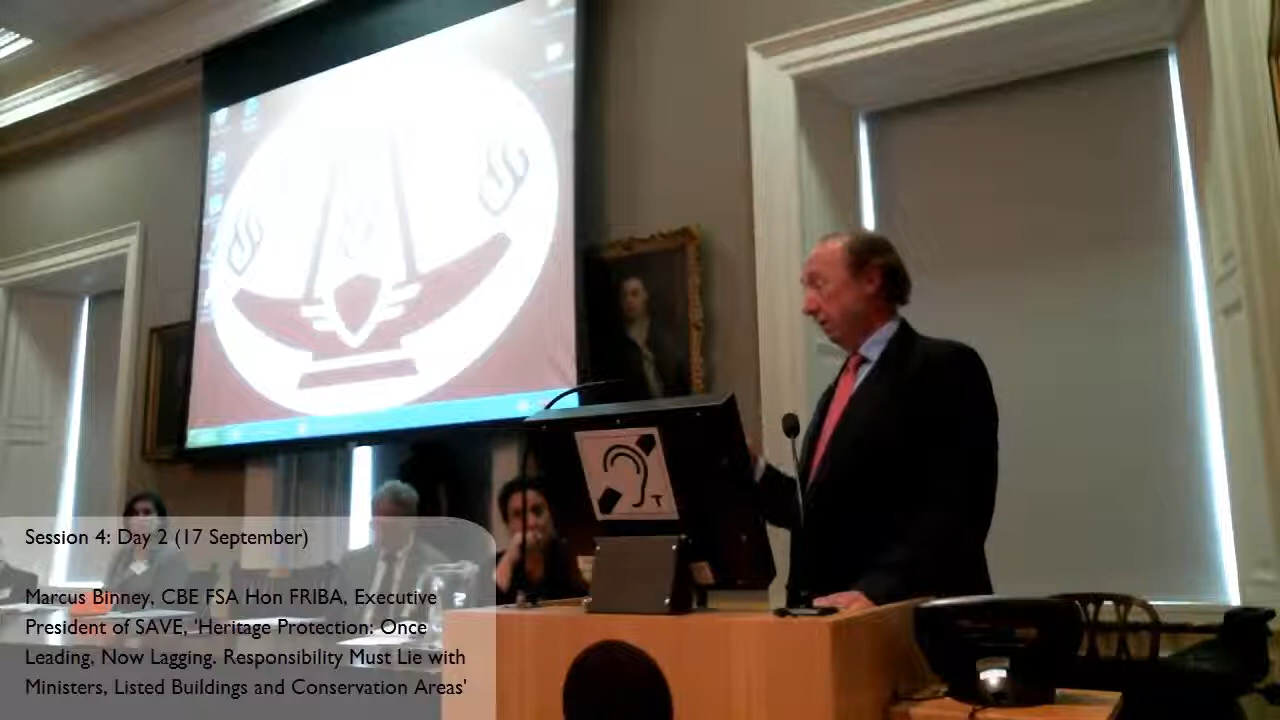 Session 4: Day 2 (17 September)
Marcus Binney, CBE FSA Hon FRIBA, Executive
President of SAVE, 'Heritage Protection: Once
Leading, Now Lagging. Responsibility Must Lie with
Ministers, Listed Buildings and Conservation Areas'
T